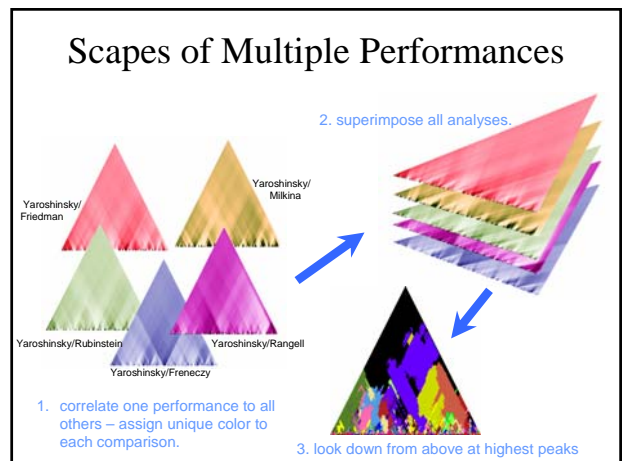 Scapes of Multiple Performances
2. superimpose all analyses.
Yaroshinsky/
Friedman
Yaroshinsky/
Milkina
Yaroshinsky/Rubinstein
Yaroshinsky/Rangell
Yaroshinsky/Freneczy
1. correlate one performance to all
others – assign unique color to
each comparison.
3. look down from above at highest peaks